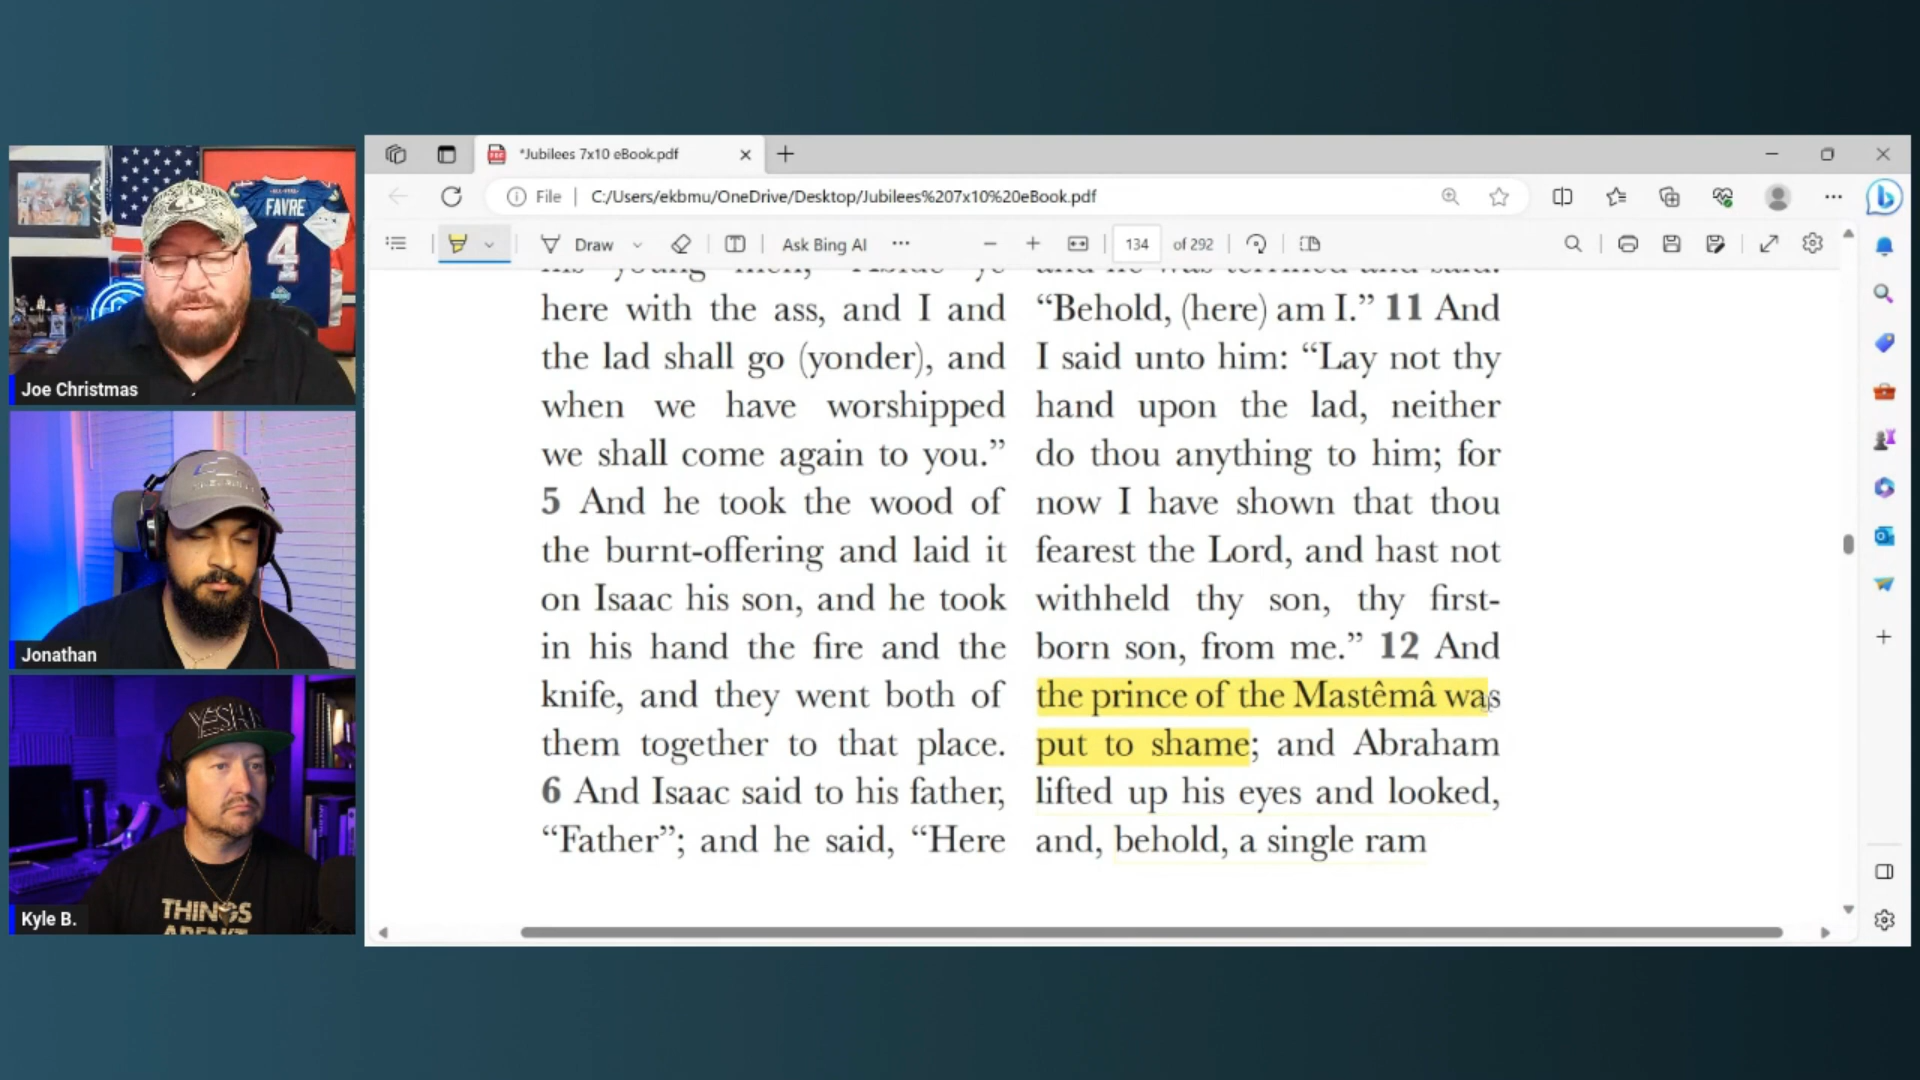 FAVRE
4
Joe Christmas
Jonathan
THINGS
Kyle B.
*Jubilees 7x10 eBook.pdf
File
C:/Users/ekbmu/OneDrive/Desktop/Jubilees%207x10%20eBook.pdf
Draw
Ask Bing AI
134 of 292
here with the ass, and I and
the lad shall go (yonder), and
when we have worshipped
we shall come again to you.”
5 And he took the wood of
the burnt-offering and laid it
on Isaac his son, and he took
in his hand the fire and the
knife, and they went both of
them together to that place.
6 And Isaac said to his father,
“Father”; and he said, “Here
and he was terrified and said:
“Behold, (here) am I.” 11 And
I said unto him: “Lay not thy
hand upon the lad, neither
do thou anything to him; for
now I have shown that thou
fearest the Lord, and hast not
withheld thy son, thy first-
born son, from me.” 12 And
the prince of the Mastêmâ was
put to shame; and Abraham
lifted up his eyes and looked,
and, behold, a single ram